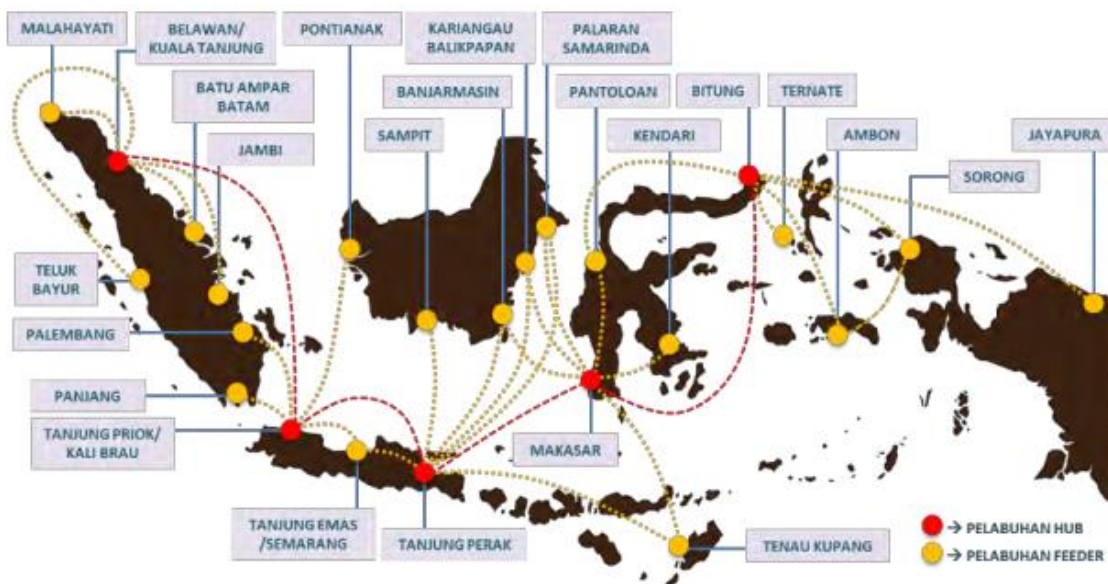 MALAHAYATI
BELAWAN/
KUALA TANJUNG
PONTIANAK
KARIANGAU
BALIKPAPAN
PALARAN
SAMARINDA
BATU AMPAR
BATAM
BANJARMASIN
PANTOLOAN
BITUNG
TERNATE
SAMPIT
KENDARI
AMBON
JAYAPURA
JAMBI
SORONG
TELUK
BAYUR
PALEMBANG
PANJANG
TANJUNG PRIOK/
KALI BRAU
MAKASAR
TANJUNG EMAS
/SEMARANG
TANJUNG PERAK
TENAU KUPANG
→ PELABUHAN HUB
→ PELABUHAN FEEDER